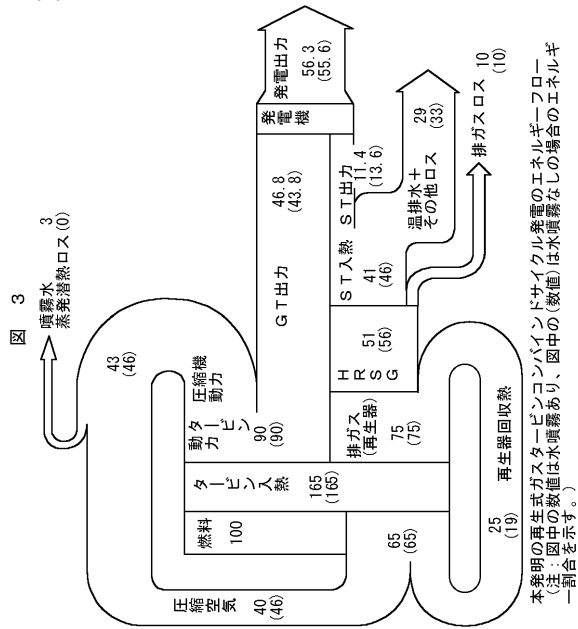 図 3
噴霧水 3
蒸発潜熱ロス(0)
43
(46)
圧縮機
動力
圧縮空気
40
(46)
燃料
100
タービン入熱
165
(165)
タービン
動力
90
(90)
GT出力
46.8
(43.8)
発電機
発電出力
56.3
(55.6)
排ガス
(再生器)
75
(75)
HRSG
51
(56)
ST入熱
41
(46)
ST出力
11.4
(13.6)
温排水+
その他ロス
29
(33)
排ガスロス 10
(10)
65
(65)
25
(19)
再生器回収熱
本発明の再生式ガスタービンコンバインドサイクル発電のエネルギーフロー
(注：図中の数値は水噴霧あり、図中の(数値)は水噴霧なしの場合のエネルギ
ー割合を示す。)